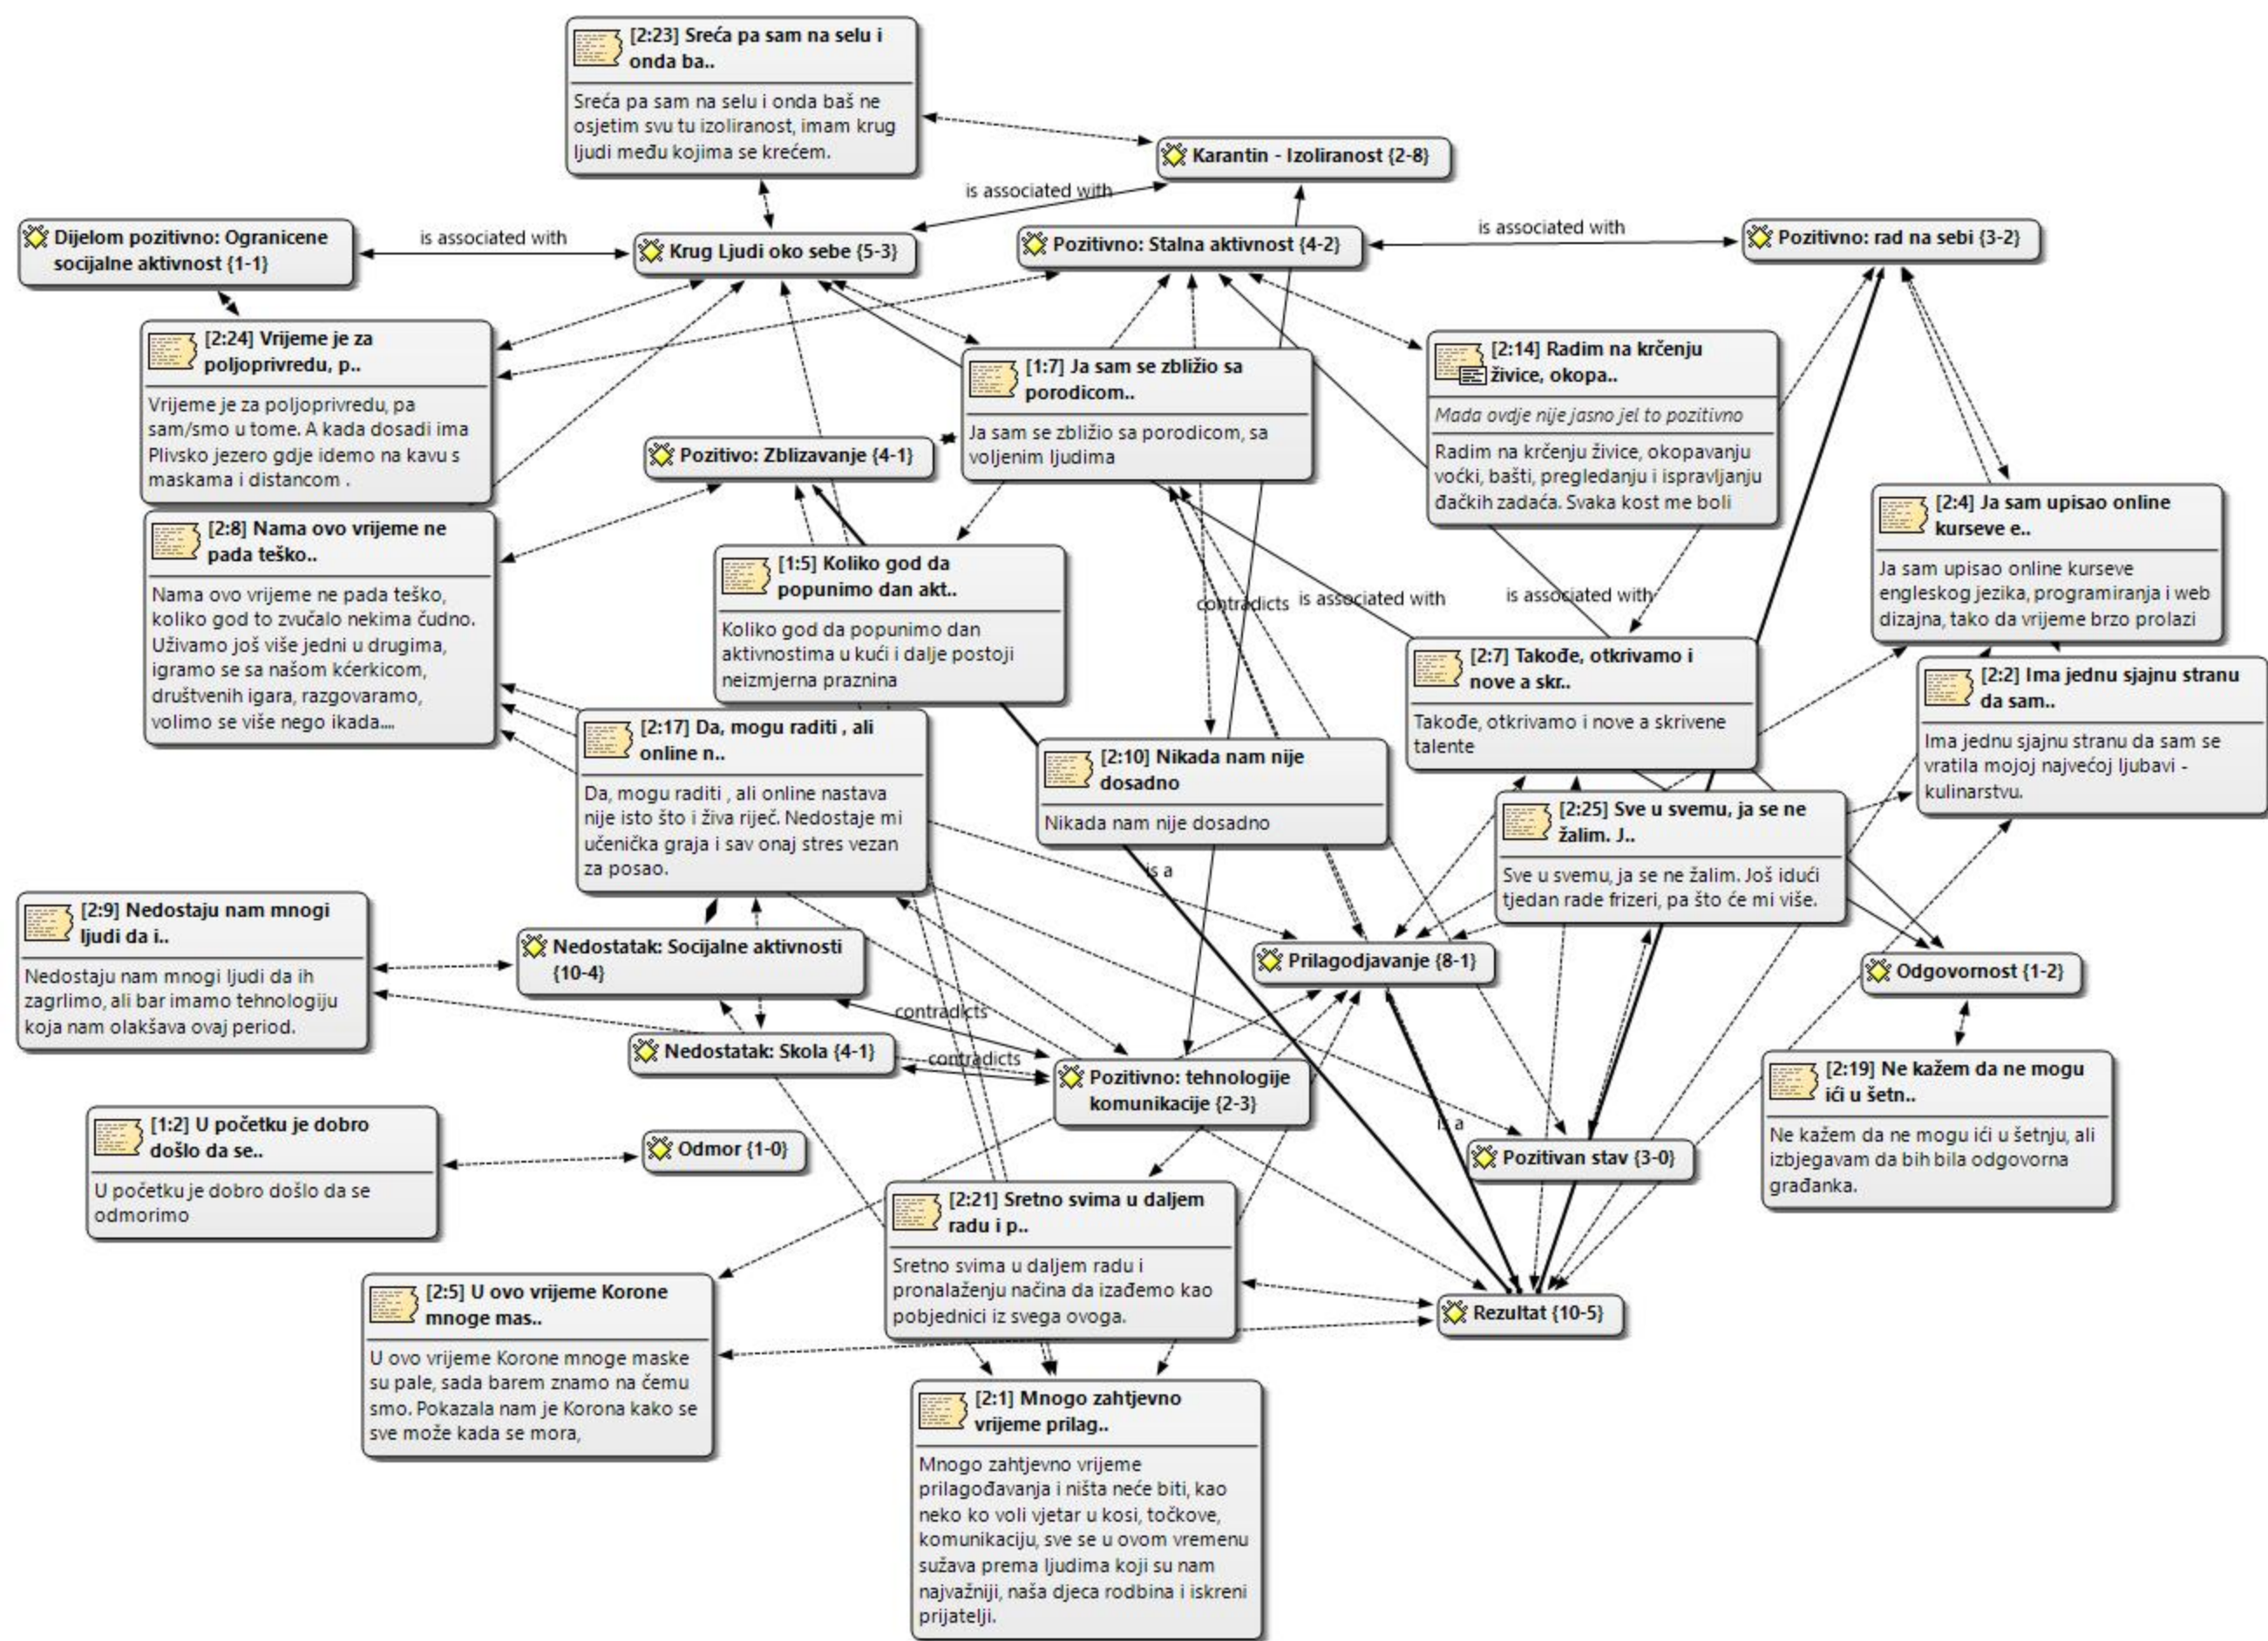 [2:23] Sreća pa sam na selu i
onda ba..
Sreća pa sam na selu i onda baš ne
osjetim svu tu izoliranost, imam krug
ljudi među kojima se krećem.
Karantin - Izoliranost {2-8}
is associated with
Dijelom pozitivno: Ogranicene
socijalne aktivnost {1-1}
is associated with
Krug Ljudi oko sebe {5-3}
Pozitivno: Stalna aktivnost {4-2}
is associated with
Pozitivno: rad na sebi {3-2}
[2:24] Vrijeme je za
poljoprivredu, p..
Vrijeme je za poljoprivredu, pa
sam/smo u tome. A kada dosadi ima
Plivsko jezero gdje idemo na kavu s
maskama i distancom .
[1:7] Ja sam se zbližio sa
porodicom..
Ja sam se zbližio sa porodicom, sa
voljenim ljudima
[2:14] Radim na krčenju
živice, okopa..
Mada ovdje nije jasno jel to pozitivno
Radim na krčenju živice, okopavanju
voćki, bašti, pregledanju i ispravljanju
đačkih zadaća. Svaka kost me boli
Pozitivo: Zblizavanje {4-1}
[2:8] Nama ovo vrijeme ne
pada teško..
Nama ovo vrijeme ne pada teško,
koliko god to zvučalo nekima čudno.
Uživamo još više jedni u drugima,
igramo se sa našom kćerkicom,
društvenih igara, razgovaramo,
volimo se više nego ikada....
[1:5] Koliko god da
popunimo dan akt..
Koliko god da popunimo dan
aktivnostima u kući i dalje postoji
neizmjerna praznina
[2:4] Ja sam upisao online
kurseve e..
Ja sam upisao online kurseve
engleskog jezika, programiranja i web
dizajna, tako da vrijeme brzo prolazi
contradicts
is associated with
is associated with
[2:7] Takođe, otkrivamo i
nove a skr..
Takođe, otkrivamo i nove a skrivene
talente
[2:2] Ima jednu sjajnu stranu
da sam..
Ima jednu sjajnu stranu da sam se
vratila mojoj najvećoj ljubavi -
kulinarstvu.
[2:17] Da, mogu raditi , ali
online n..
Da, mogu raditi , ali online nastava
nije isto što i živa riječ. Nedostaje mi
učenička graja i sav onaj stres vezan
za posao.
[2:10] Nikada nam nije
dosadno
Nikada nam nije dosadno
is a
[2:25] Sve u svemu, ja se ne
žalim. J..
Sve u svemu, ja se ne žalim. Još idući
tjedan rade frizeri, pa što će mi više.
[2:9] Nedostaju nam mnogi
ljudi da i..
Nedostaju nam mnogi ljudi da ih
zagrlimo, ali bar imamo tehnologiju
koja nam olakšava ovaj period.
Nedostatak: Socijalne aktivnosti
{10-4}
Prilagodjavanje {8-1}
Odgovornost {1-2}
contradicts
Nedostatak: Skola {4-1}
contradicts
Pozitivno: tehnologije
komunikacije {2-3}
[2:19] Ne kažem da ne mogu
ići u šetn..
Ne kažem da ne mogu ići u šetnju, ali
izbjegavam da bih bila odgovorna
građanka.
[1:2] U početku je dobro
došlo da se..
U početku je dobro došlo da se
odmorimo
Odmor {1-0}
is a
Pozitivan stav {3-0}
[2:21] Sretno svima u daljem
radu i p..
Sretno svima u daljem radu i
pronalaženju načina da izađemo kao
pobjednici iz svega ovoga.
[2:5] U ovo vrijeme Korone
mnoge mas..
U ovo vrijeme Korone mnoge maske
su pale, sada barem znamo na čemu
smo. Pokazala nam je Korona kako se
sve može kada se mora,
Rezultat {10-5}
[2:1] Mnogo zahtjevno
vrijeme prilag..
Mnogo zahtjevno vrijeme
prilagođavanja i ništa neće biti, kao
neko ko voli vjetar u kosi, točkove,
komunikaciju, sve se u ovom vremenu
sužava prema ljudima koji su nam
najvažniji, naša djeca rodbina i iskreni
prijatelji.